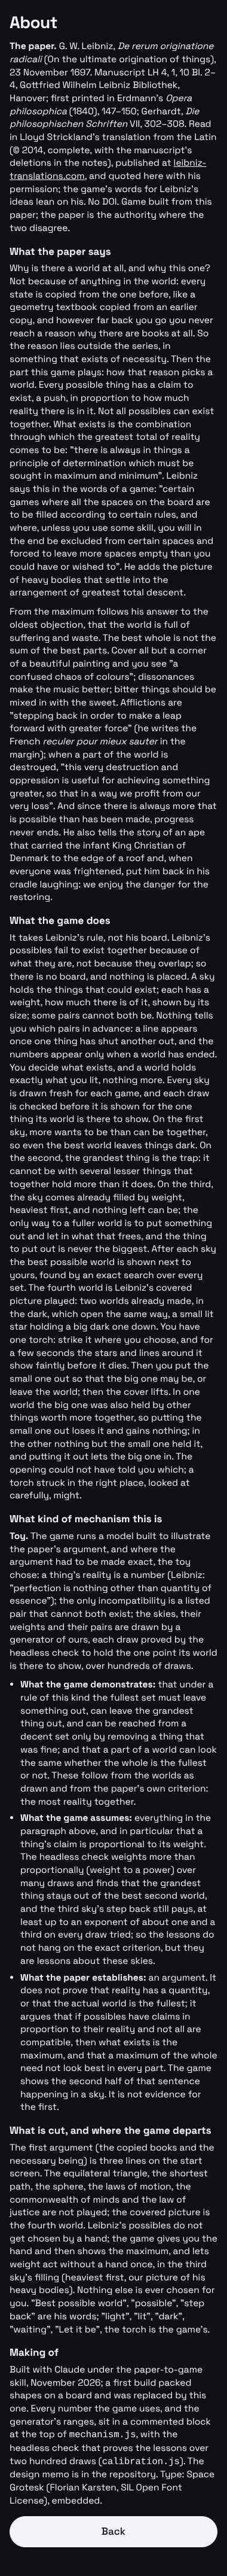 About
The paper. G. W. Leibniz, De rerum originatione
radicali (On the ultimate origination of things),
23 November 1697. Manuscript LH 4, 1, 10 Bl. 2–
4, Gottfried Wilhelm Leibniz Bibliothek,
Hanover; first printed in Erdmann's Opera
philosophica (1840), 147–150; Gerhardt, Die
philosophischen Schriften VII, 302–308. Read
in Lloyd Strickland's translation from the Latin
(© 2014, complete, with the manuscript's
deletions in the notes), published at leibniz-
translations.com, and quoted here with his
permission; the game's words for Leibniz's
ideas lean on his. No DOI. Game built from this
paper; the paper is the authority where the
two disagree.
What the paper says
Why is there a world at all, and why this one?
Not because of anything in the world: every
state is copied from the one before, like a
geometry textbook copied from an earlier
copy, and however far back you go you never
reach a reason why there are books at all. So
the reason lies outside the series, in
something that exists of necessity. Then the
part this game plays: how that reason picks a
world. Every possible thing has a claim to
exist, a push, in proportion to how much
reality there is in it. Not all possibles can exist
together. What exists is the combination
through which the greatest total of reality
comes to be: "there is always in things a
principle of determination which must be
sought in maximum and minimum". Leibniz
says this in the words of a game: "certain
games where all the spaces on the board are
to be filled according to certain rules, and
where, unless you use some skill, you will in
the end be excluded from certain spaces and
forced to leave more spaces empty than you
could have or wished to". He adds the picture
of heavy bodies that settle into the
arrangement of greatest total descent.
From the maximum follows his answer to the
oldest objection, that the world is full of
suffering and waste. The best whole is not the
sum of the best parts. Cover all but a corner
of a beautiful painting and you see "a
confused chaos of colours"; dissonances
make the music better; bitter things should be
mixed in with the sweet. Afflictions are
"stepping back in order to make a leap
forward with greater force" (he writes the
French reculer pour mieux sauter in the
margin); when a part of the world is
destroyed, "this very destruction and
oppression is useful for achieving something
greater, so that in a way we profit from our
very loss". And since there is always more that
is possible than has been made, progress
never ends. He also tells the story of an ape
that carried the infant King Christian of
Denmark to the edge of a roof and, when
everyone was frightened, put him back in his
cradle laughing: we enjoy the danger for the
restoring.
What the game does
It takes Leibniz's rule, not his board. Leibniz's
possibles fail to exist together because of
what they are, not because they overlap; so
there is no board, and nothing is placed. A sky
holds the things that could exist; each has a
weight, how much there is of it, shown by its
size; some pairs cannot both be. Nothing tells
you which pairs in advance: a line appears
once one thing has shut another out, and the
numbers appear only when a world has ended.
You decide what exists, and a world holds
exactly what you lit, nothing more. Every sky
is drawn fresh for each game, and each draw
is checked before it is shown for the one
thing its world is there to show. On the first
sky, more wants to be than can be together,
so even the best world leaves things dark. On
the second, the grandest thing is the trap: it
cannot be with several lesser things that
together hold more than it does. On the third,
the sky comes already filled by weight,
heaviest first, and nothing left can be; the
only way to a fuller world is to put something
out and let in what that frees, and the thing
to put out is never the biggest. After each sky
the best possible world is shown next to
yours, found by an exact search over every
set. The fourth world is Leibniz's covered
picture played: two worlds already made, in
the dark, which open the same way, a small lit
star holding a big dark one down. You have
one torch: strike it where you choose, and for
a few seconds the stars and lines around it
show faintly before it dies. Then you put the
small one out so that the big one may be, or
leave the world; then the cover lifts. In one
world the big one was also held by other
things worth more together, so putting the
small one out loses it and gains nothing; in
the other nothing but the small one held it,
and putting it out lets the big one in. The
opening could not have told you which; a
torch struck in the right place, looked at
carefully, might.
What kind of mechanism this is
Toy. The game runs a model built to illustrate
the paper's argument, and where the
argument had to be made exact, the toy
chose: a thing's reality is a number (Leibniz:
"perfection is nothing other than quantity of
essence"); the only incompatibility is a listed
pair that cannot both exist; the skies, their
weights and their pairs are drawn by a
generator of ours, each draw proved by the
headless check to hold the one point its world
is there to show, over hundreds of draws.
• What the game demonstrates: that under a
rule of this kind the fullest set must leave
something out, can leave the grandest
thing out, and can be reached from a
decent set only by removing a thing that
was fine; and that a part of a world can look
the same whether the whole is the fullest
or not. These follow from the worlds as
drawn and from the paper's own criterion:
the most reality together.
• What the game assumes: everything in the
paragraph above, and in particular that a
thing's claim is proportional to its weight.
The headless check weights more than
proportionally (weight to a power) over
many draws and finds that the grandest
thing stays out of the best second world,
and the third sky's step back still pays, at
least up to an exponent of about one and a
third on every draw tried; so the lessons do
not hang on the exact criterion, but they
are lessons about these skies.
• What the paper establishes: an argument. It
does not prove that reality has a quantity,
or that the actual world is the fullest; it
argues that if possibles have claims in
proportion to their reality and not all are
compatible, then what exists is the
maximum, and that a maximum of the whole
need not look best in every part. The game
shows the second half of that sentence
happening in a sky. It is not evidence for
the first.
What is cut, and where the game departs
The first argument (the copied books and the
necessary being) is three lines on the start
screen. The equilateral triangle, the shortest
path, the sphere, the laws of motion, the
commonwealth of minds and the law of
justice are not played; the covered picture is
the fourth world. Leibniz's possibles do not
get chosen by a hand; the game gives you the
hand and then shows the maximum, and lets
weight act without a hand once, in the third
sky's filling (heaviest first, our picture of his
heavy bodies). Nothing else is ever chosen for
you. "Best possible world", "possible", "step
back" are his words; "light", "lit", "dark",
"waiting", "Let it be", the torch is the game's.
Making of
Built with Claude under the paper-to-game
skill, November 2026; a first build packed
shapes on a board and was replaced by this
one. Every number the game uses, and the
generator's ranges, sit in a commented block
at the top of mechanism.js, with the
headless check that proves the lessons over
two hundred draws (calibration.js). The
design memo is in the repository. Type: Space
Grotesk (Florian Karsten, SIL Open Font
License), embedded.
Back